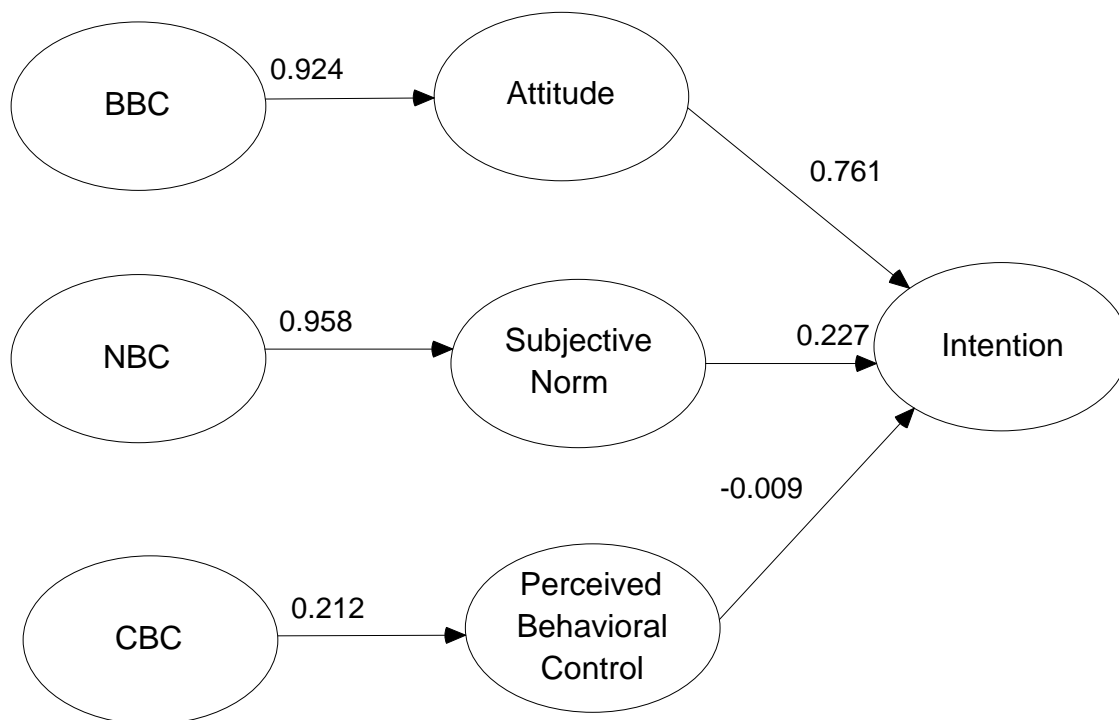 0.924
BBC
Attitude
0.761
NBC
0.958
Subjective
Norm
0.227
Intention
-0.009
CBC
0.212
Perceived
Behavioral
Control